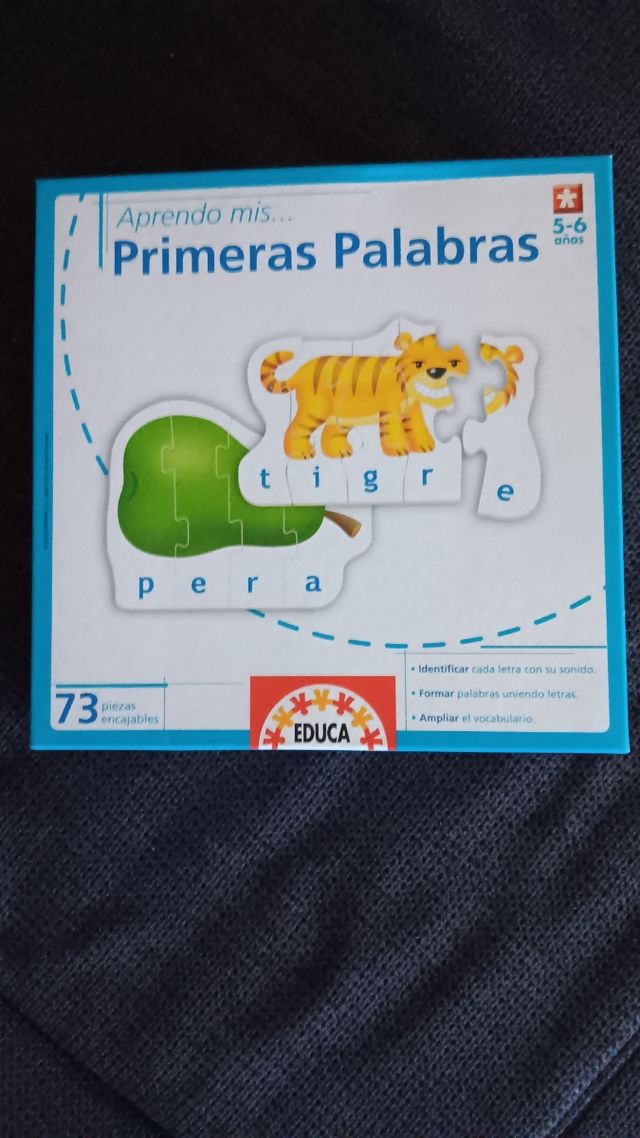 Aprendo mis...
Primeras Palabras
5-6
años
t i g r e
p e r a
73 piezas
encajables
EDUCA
• Identificar cada letra con su sonido.
• Formar palabras uniendo letras.
• Ampliar el vocabulario.